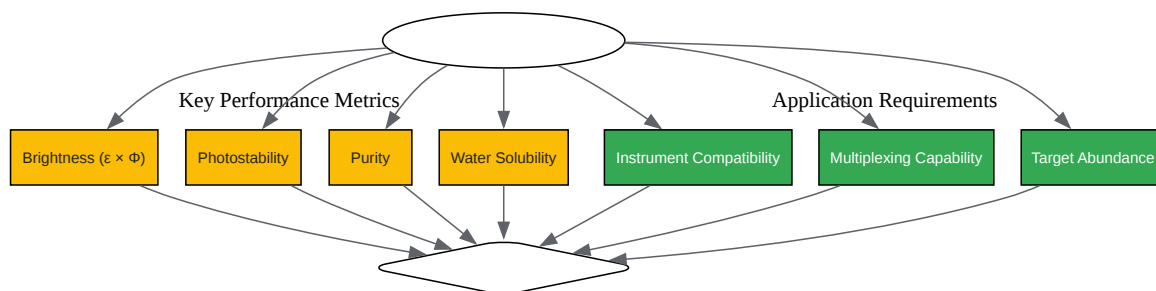 Key Performance Metrics
Application Requirements
Brightness (ε × Φ)
Photostability
Purity
Water Solubility
Instrument Compatibility
Multiplexing Capability
Target Abundance